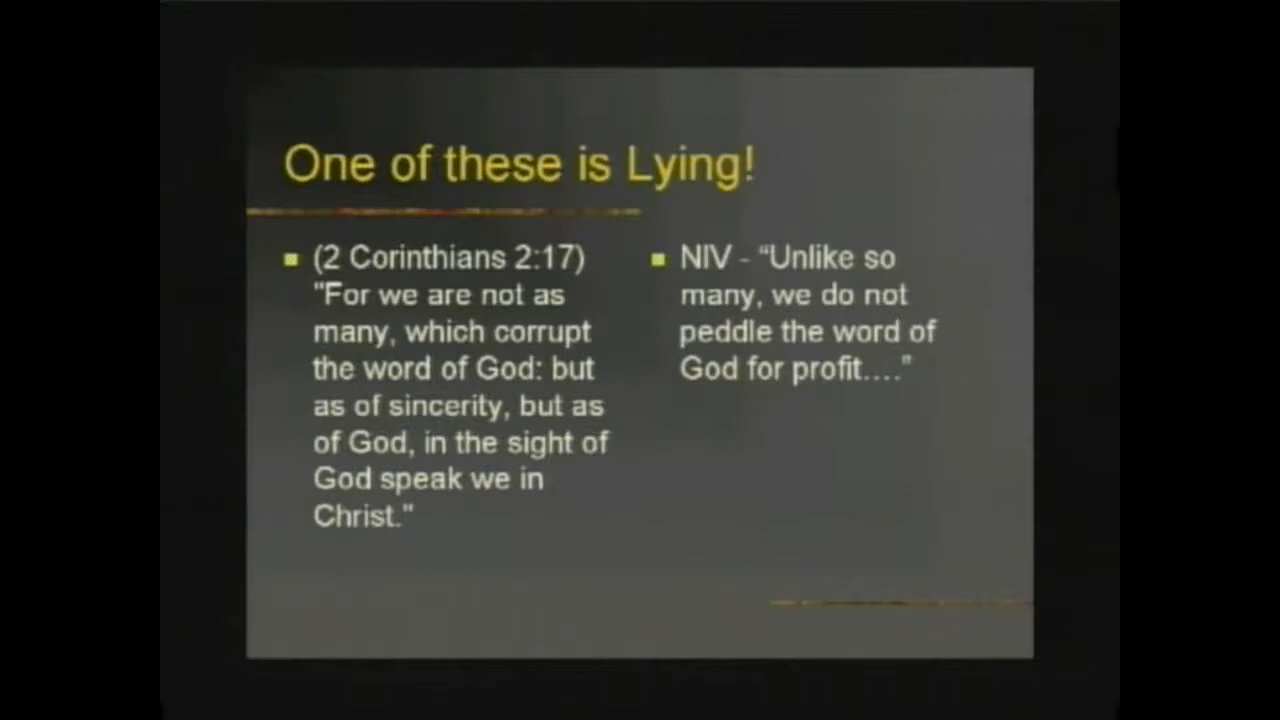 One of these is Lying!
(2 Corinthians 2:17)
"For we are not as
many, which corrupt
the word of God: but
as of sincerity, but as
of God, in the sight of
God speak we in
Christ."
NIV - “Unlike so
many, we do not
peddle the word of
God for profit….”